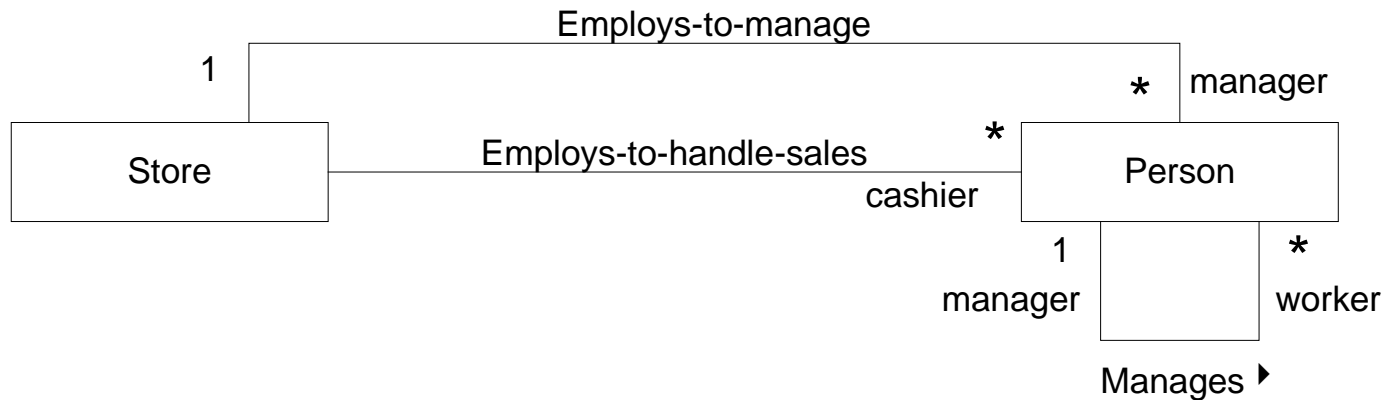 Employs-to-manage
1
* manager
Store
Employs-to-handle-sales
*
cashier
Person
1
*
manager
worker
Manages